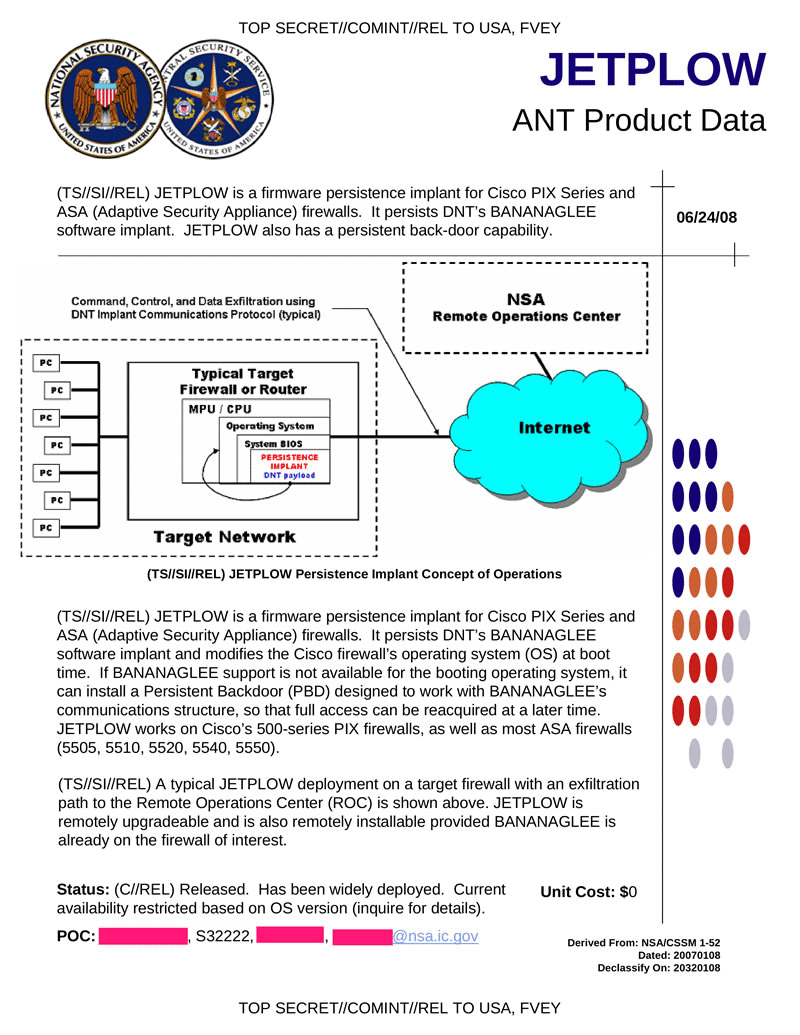 TOP SECRET//COMINT//REL TO USA, FVEY
NATIONAL SECURITY AGENCY
UNITED STATES OF AMERICA
CENTRAL SECURITY SERVICE
UNITED STATES OF AMERICA
JETPLOW
ANT Product Data
(TS//SI//REL) JETPLOW is a firmware persistence implant for Cisco PIX Series and
ASA (Adaptive Security Appliance) firewalls.  It persists DNT's BANANAGLEE
software implant.  JETPLOW also has a persistent back-door capability.
06/24/08
Command, Control, and Data Exfiltration using
DNT Implant Communications Protocol (typical)
NSA
Remote Operations Center
PC
PC
PC
PC
PC
PC
PC
Typical Target
Firewall or Router
MPU / CPU
Operating System
System BIOS
PERSISTENCE
IMPLANT
DNT payload
Internet
Target Network
(TS//SI//REL) JETPLOW Persistence Implant Concept of Operations
(TS//SI//REL) JETPLOW is a firmware persistence implant for Cisco PIX Series and
ASA (Adaptive Security Appliance) firewalls.  It persists DNT's BANANAGLEE
software implant and modifies the Cisco firewall's operating system (OS) at boot
time.  If BANANAGLEE support is not available for the booting operating system, it
can install a Persistent Backdoor (PBD) designed to work with BANANAGLEE's
communications structure, so that full access can be reacquired at a later time.
JETPLOW works on Cisco's 500-series PIX firewalls, as well as most ASA firewalls
(5505, 5510, 5520, 5540, 5550).
(TS//SI//REL) A typical JETPLOW deployment on a target firewall with an exfiltration
path to the Remote Operations Center (ROC) is shown above. JETPLOW is
remotely upgradeable and is also remotely installable provided BANANAGLEE is
already on the firewall of interest.
Status: (C//REL) Released.  Has been widely deployed.  Current
availability restricted based on OS version (inquire for details).
Unit Cost: $0
POC: , S32222, , @nsa.ic.gov
Derived From: NSA/CSSM 1-52
Dated: 20070108
Declassify On: 20320108
TOP SECRET//COMINT//REL TO USA, FVEY